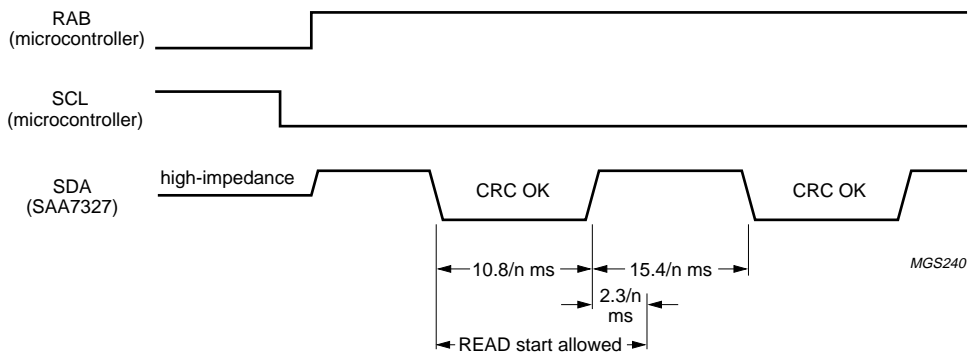 RAB
(microcontroller)
SCL
(microcontroller)
SDA
(SAA7327)
high-impedance
CRC OK
CRC OK
10.8/n ms
15.4/n ms
MGS240
2.3/n
ms
READ start allowed